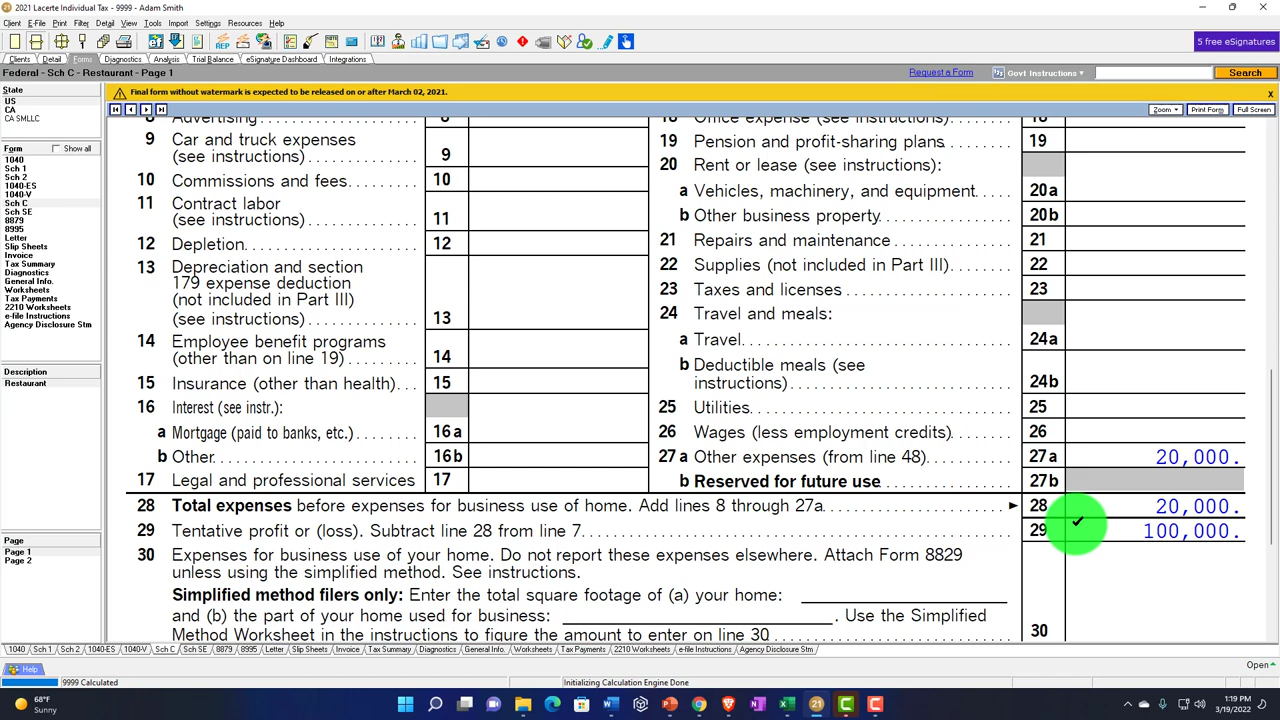 2021 Lacerte Individual Tax - 9999 - Adam Smith
Client E-File Print Filter Detail View Tools Import Settings Resources Help
REP
5 free eSignatures
Clients Detail Forms Diagnostics Analysis Trial Balance eSignature Dashboard Integrations
Federal - Sch C - Restaurant - Page 1
Request a Form
Govt Instructions
Search
State
US
CA
CA SMLLC
Form
Show all
1040
Sch 1
Sch 2
1040-ES
1040-V
Sch C
Sch SE
8879
8995
Letter
Slip Sheets
Invoice
Tax Summary
Diagnostics
General Info.
Worksheets
Tax Payments
2210 Worksheets
e-file Instructions
Agency Disclosure Stm
Description
Restaurant
Page
Page 1
Page 2
Final form without watermark is expected to be released on or after March 02, 2021.
x
Zoom
Print Form
Full Screen
8 Advertising 8
9 Car and truck expenses
(see instructions) 9
10 Commissions and fees 10
11 Contract labor
(see instructions) 11
12 Depletion 12
13 Depreciation and section
179 expense deduction
(not included in Part III)
(see instructions) 13
14 Employee benefit programs
(other than on line 19) 14
15 Insurance (other than health) 15
16 Interest (see instr.):
a Mortgage (paid to banks, etc.) 16a
b Other 16b
17 Legal and professional services 17
18 Office expense (see instructions) 18
19 Pension and profit-sharing plans 19
20 Rent or lease (see instructions):
a Vehicles, machinery, and equipment 20a
b Other business property 20b
21 Repairs and maintenance 21
22 Supplies (not included in Part III) 22
23 Taxes and licenses 23
24 Travel and meals:
a Travel 24a
b Deductible meals (see
instructions) 24b
25 Utilities 25
26 Wages (less employment credits) 26
27a Other expenses (from line 48) 27a 20,000.
b Reserved for future use 27b
28 Total expenses before expenses for business use of home. Add lines 8 through 27a 28 20,000.
29 Tentative profit or (loss). Subtract line 28 from line 7 29 100,000.
30 Expenses for business use of your home. Do not report these expenses elsewhere. Attach Form 8829
unless using the simplified method. See instructions.
Simplified method filers only: Enter the total square footage of (a) your home:
and (b) the part of your home used for business: . Use the Simplified
Method Worksheet in the instructions to figure the amount to enter on line 30 30
1040 Sch 1 Sch 2 1040-ES 1040-V Sch C Sch SE 8879 8995 Letter Slip Sheets Invoice Tax Summary Diagnostics General Info. Worksheets Tax Payments 2210 Worksheets e-file Instructions Agency Disclosure Stm
Help
Open
9999 Calculated
Initializing Calculation Engine Done
68°F
Sunny
21
1:19 PM
3/19/2022